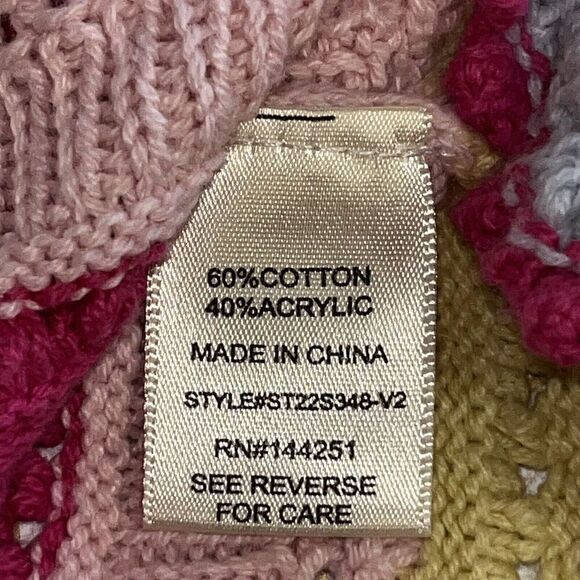 60%COTTON
40%ACRYLIC
MADE IN CHINA
STYLE#ST22S348-V2
RN#144251
SEE REVERSE
FOR CARE